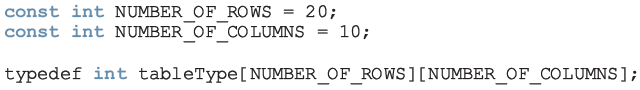 const int NUMBER_OF_ROWS = 20;
const int NUMBER_OF_COLUMNS = 10;
typedef int tableType[NUMBER_OF_ROWS][NUMBER_OF_COLUMNS];